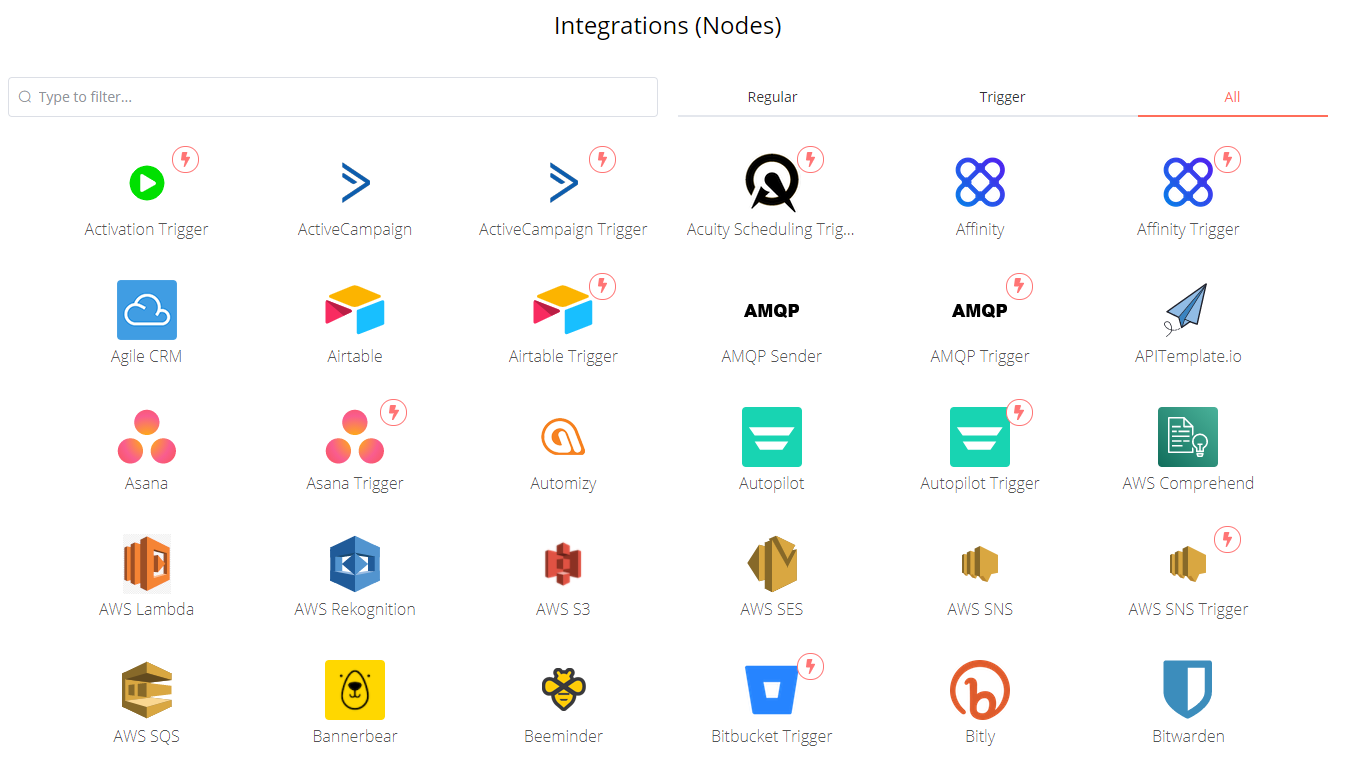 Integrations (Nodes)
Type to filter...
Regular Trigger All
Activation Trigger ActiveCampaign ActiveCampaign Trigger Acuity Scheduling Trig... Affinity Affinity Trigger
AMQP AMQP
Agile CRM Airtable Airtable Trigger AMQP Sender AMQP Trigger APITemplate.io
Asana Asana Trigger Automizy Autopilot Autopilot Trigger AWS Comprehend
AWS Lambda AWS Rekognition AWS S3 AWS SES AWS SNS AWS SNS Trigger
AWS SQS Bannerbear Beeminder Bitbucket Trigger Bitly Bitwarden